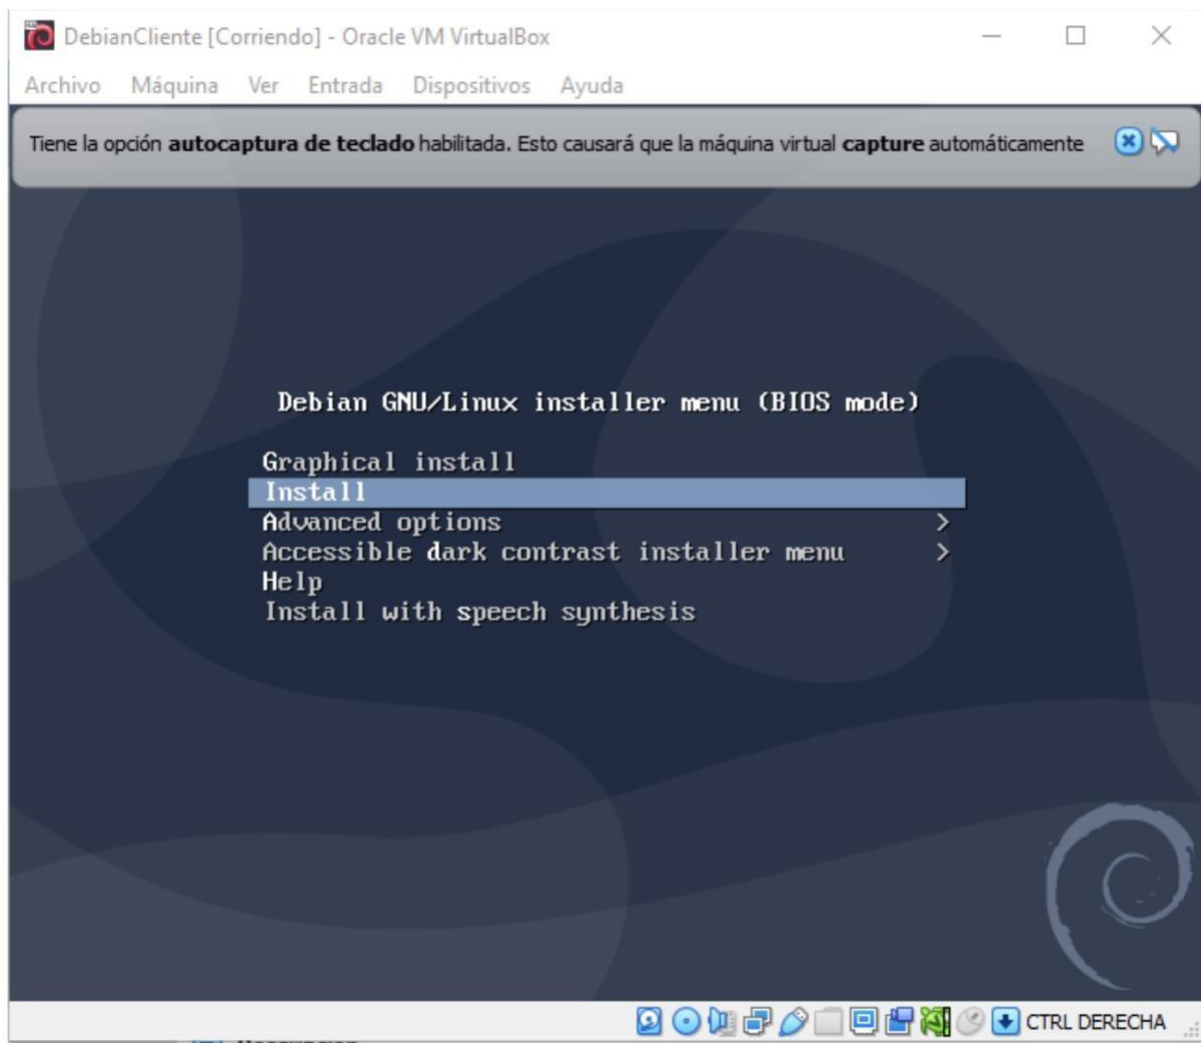 DebianCliente [Corriendo] - Oracle VM VirtualBox
Archivo Máquina Ver Entrada Dispositivos Ayuda
Tiene la opción autocaptura de teclado habilitada. Esto causará que la máquina virtual capture automáticamente
Debian GNU/Linux installer menu (BIOS mode)
Graphical install
Install
Advanced options >
Accessible dark contrast installer menu >
Help
Install with speech synthesis
CTRL DERECHA